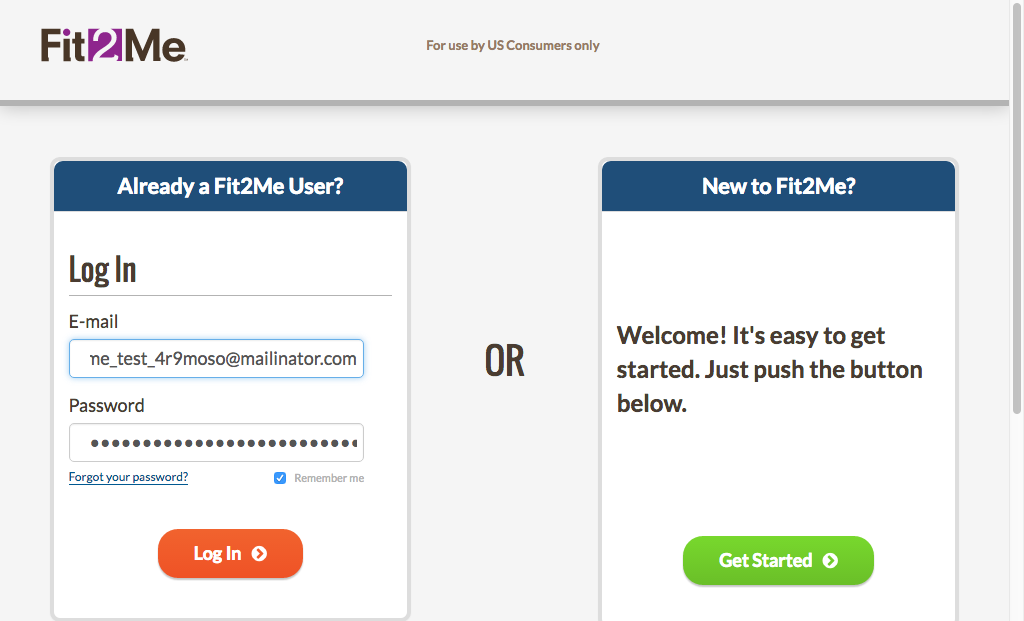 Fit2Me
For use by US Consumers only
Already a Fit2Me User?
Log In
E-mail
ne_test_4r9moso@mailinator.com
Password
Forgot your password?
Remember me
Log In
OR
New to Fit2Me?
Welcome! It's easy to get
started. Just push the button
below.
Get Started